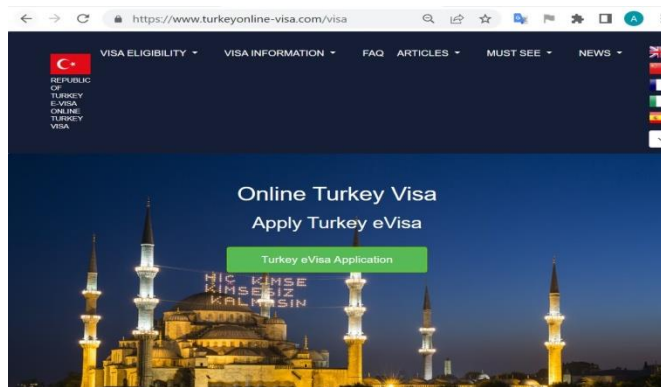 https://www.turkeyonline-visa.com/visa
A
VISA ELIGIBILITY
VISA INFORMATION
FAQ
ARTICLES
MUST SEE
NEWS
REPUBLIC
OF
TURKEY
E-VISA
ONLINE
TURKEY
VISA
Online Turkey Visa
Apply Turkey eVisa
Turkey eVisa Application
HİÇ KİMSE
KİMSESİZ
KALMASIN